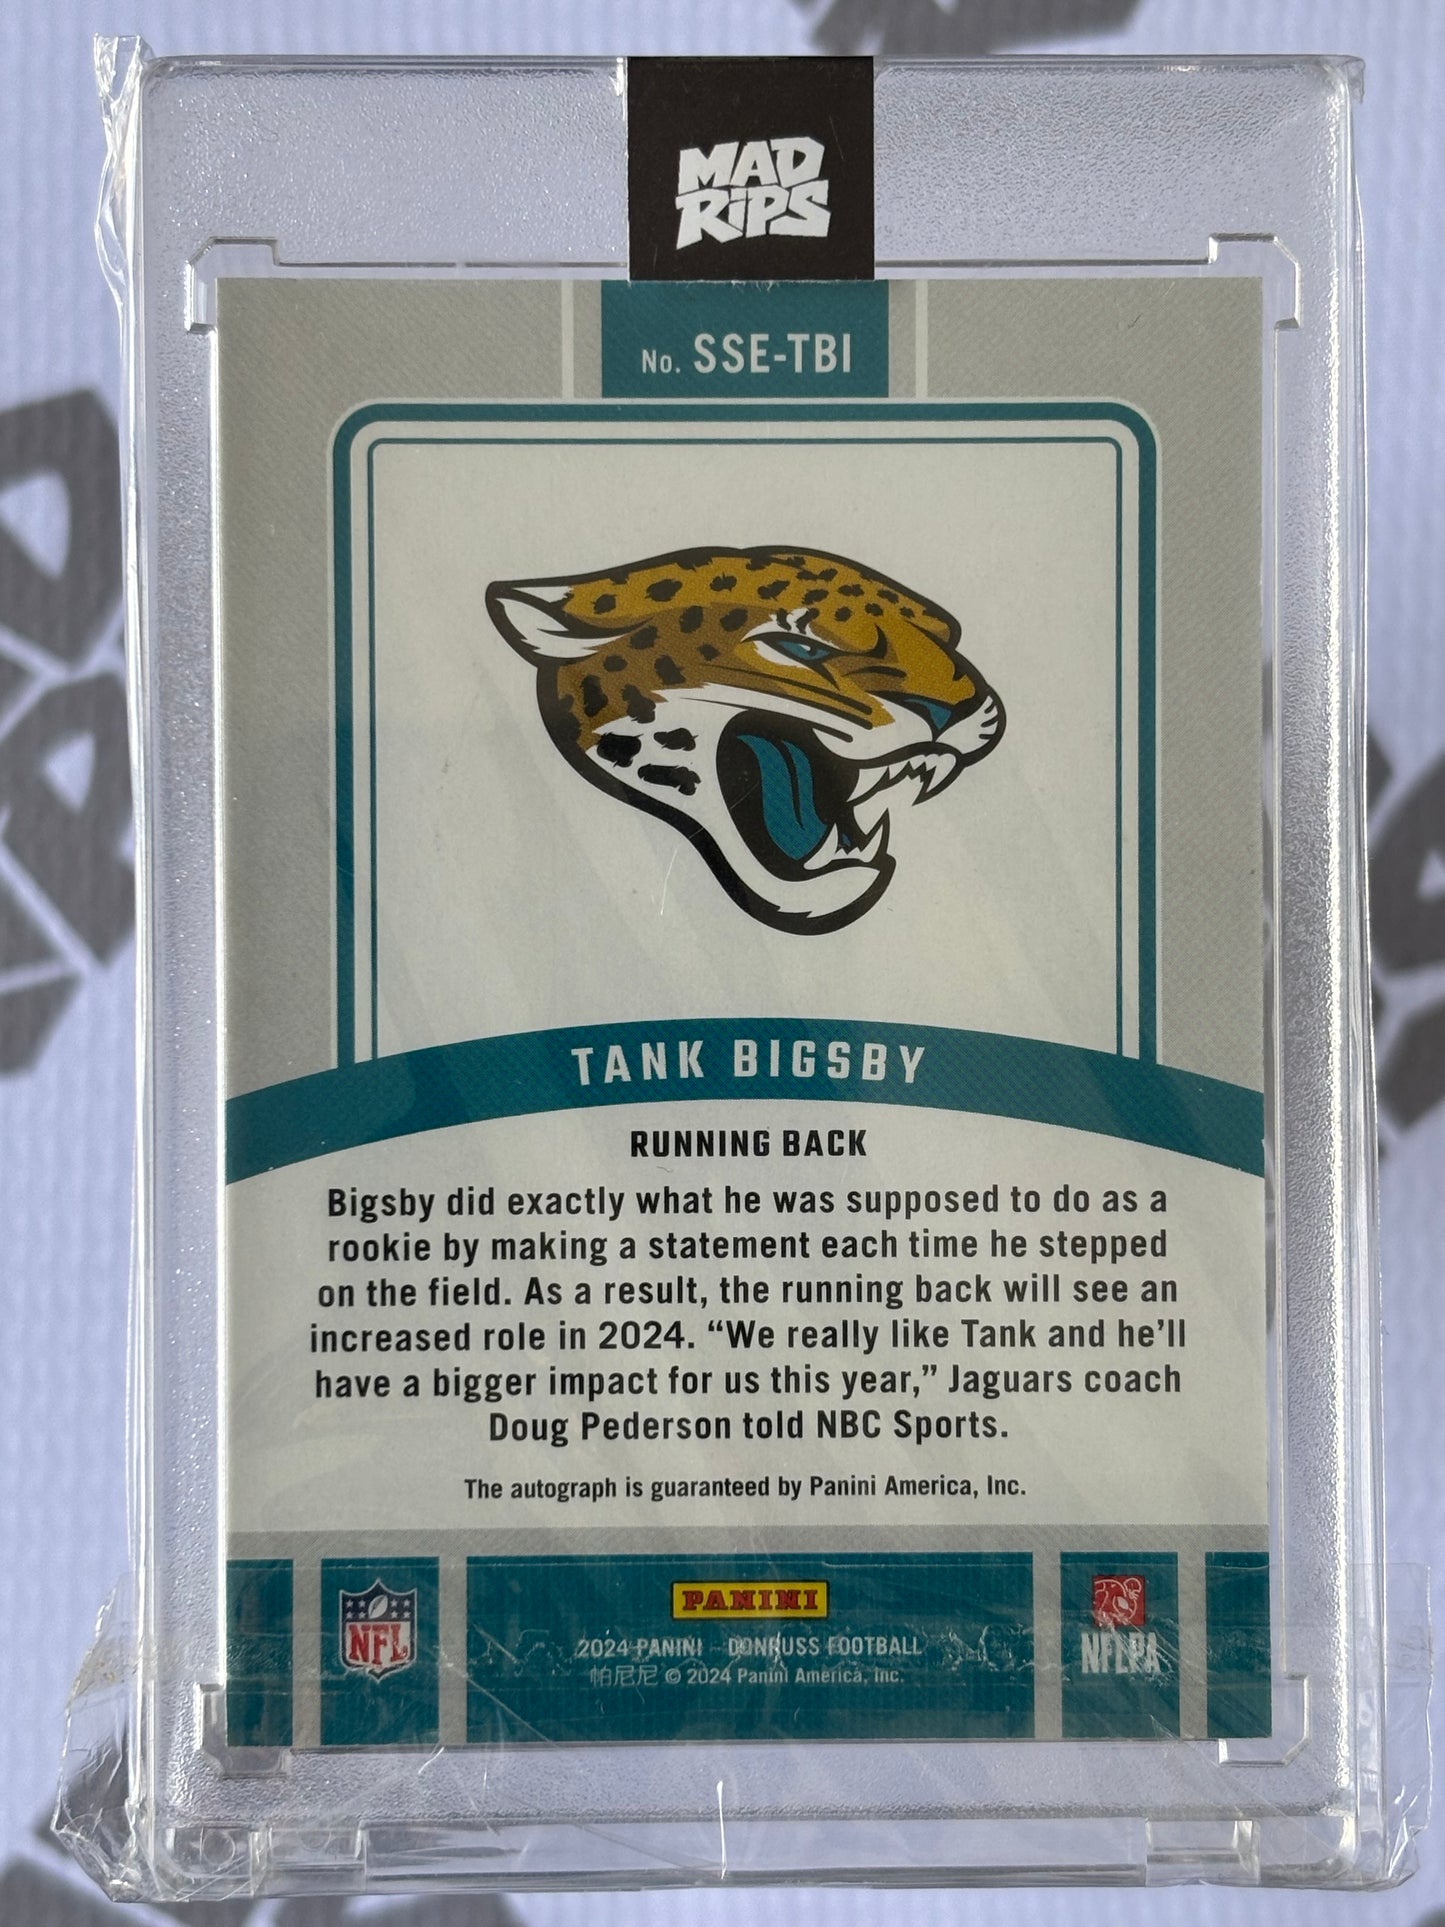 MAD
RIPS
No. SSE-TBI
TANK BIGSBY
RUNNING BACK
Bigsby did exactly what he was supposed to do as a
rookie by making a statement each time he stepped
on the field. As a result, the running back will see an
increased role in 2024. “We really like Tank and he’ll
have a bigger impact for us this year,” Jaguars coach
Doug Pederson told NBC Sports.
The autograph is guaranteed by Panini America, Inc.
PANINI
NFL
2024 PANINI - DONRUSS FOOTBALL
帕尼尼 © 2024 Panini America, Inc.
NFLPA